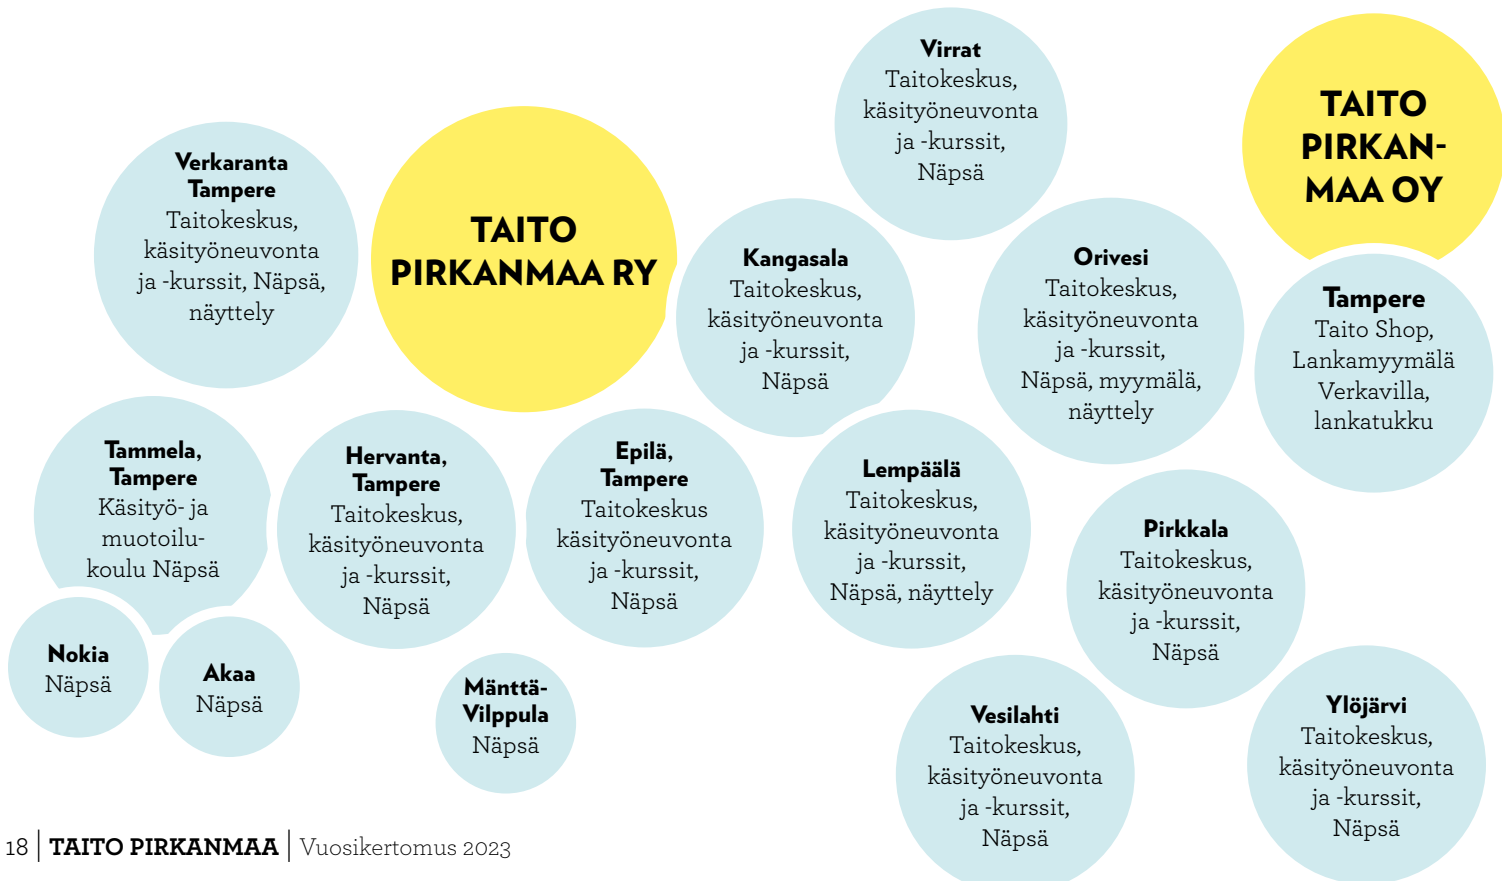 Virrat
Taitokeskus,
käsityöneuvonta
ja -kurssit,
Näpsä
TAITO
PIRKAN-
MAA OY
Verkaranta
Tampere
Taitokeskus,
käsityöneuvonta
ja -kurssit, Näpsä,
näyttely
TAITO
PIRKANMAA RY
Kangasala
Taitokeskus,
käsityöneuvonta
ja -kurssit,
Näpsä
Orivesi
Taitokeskus,
käsityöneuvonta
ja -kurssit,
Näpsä, myymälä,
näyttely
Tampere
Taito Shop,
Lankamyymälä
Verkavilla,
lankatukku
Tammela,
Tampere
Käsityö- ja
muotoilu-
koulu Näpsä
Hervanta,
Tampere
Taitokeskus,
käsityöneuvonta
ja -kurssit,
Näpsä
Epilä,
Tampere
Taitokeskus
käsityöneuvonta
ja -kurssit,
Näpsä
Lempäälä
Taitokeskus,
käsityöneuvonta
ja -kurssit,
Näpsä, näyttely
Pirkkala
Taitokeskus,
käsityöneuvonta
ja -kurssit,
Näpsä
Nokia
Näpsä
Akaa
Näpsä
Mänttä-
Vilppula
Näpsä
Vesilahti
Taitokeskus,
käsityöneuvonta
ja -kurssit,
Näpsä
Ylöjärvi
Taitokeskus,
käsityöneuvonta
ja -kurssit,
Näpsä
18 | TAITO PIRKANMAA | Vuosikertomus 2023